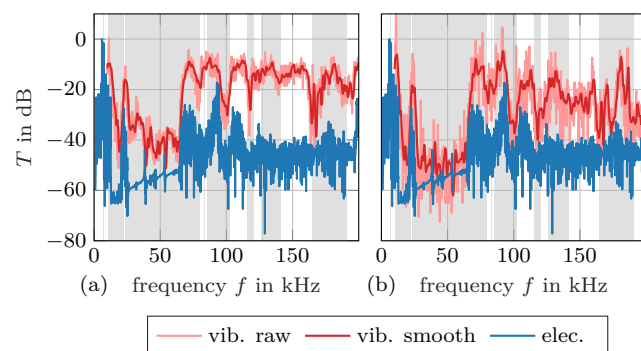 T in dB
0
−20
−40
−60
−80
0 50 100 150
0 50 100 150
(a) frequency f in kHz
(b) frequency f in kHz
vib. raw vib. smooth elec.